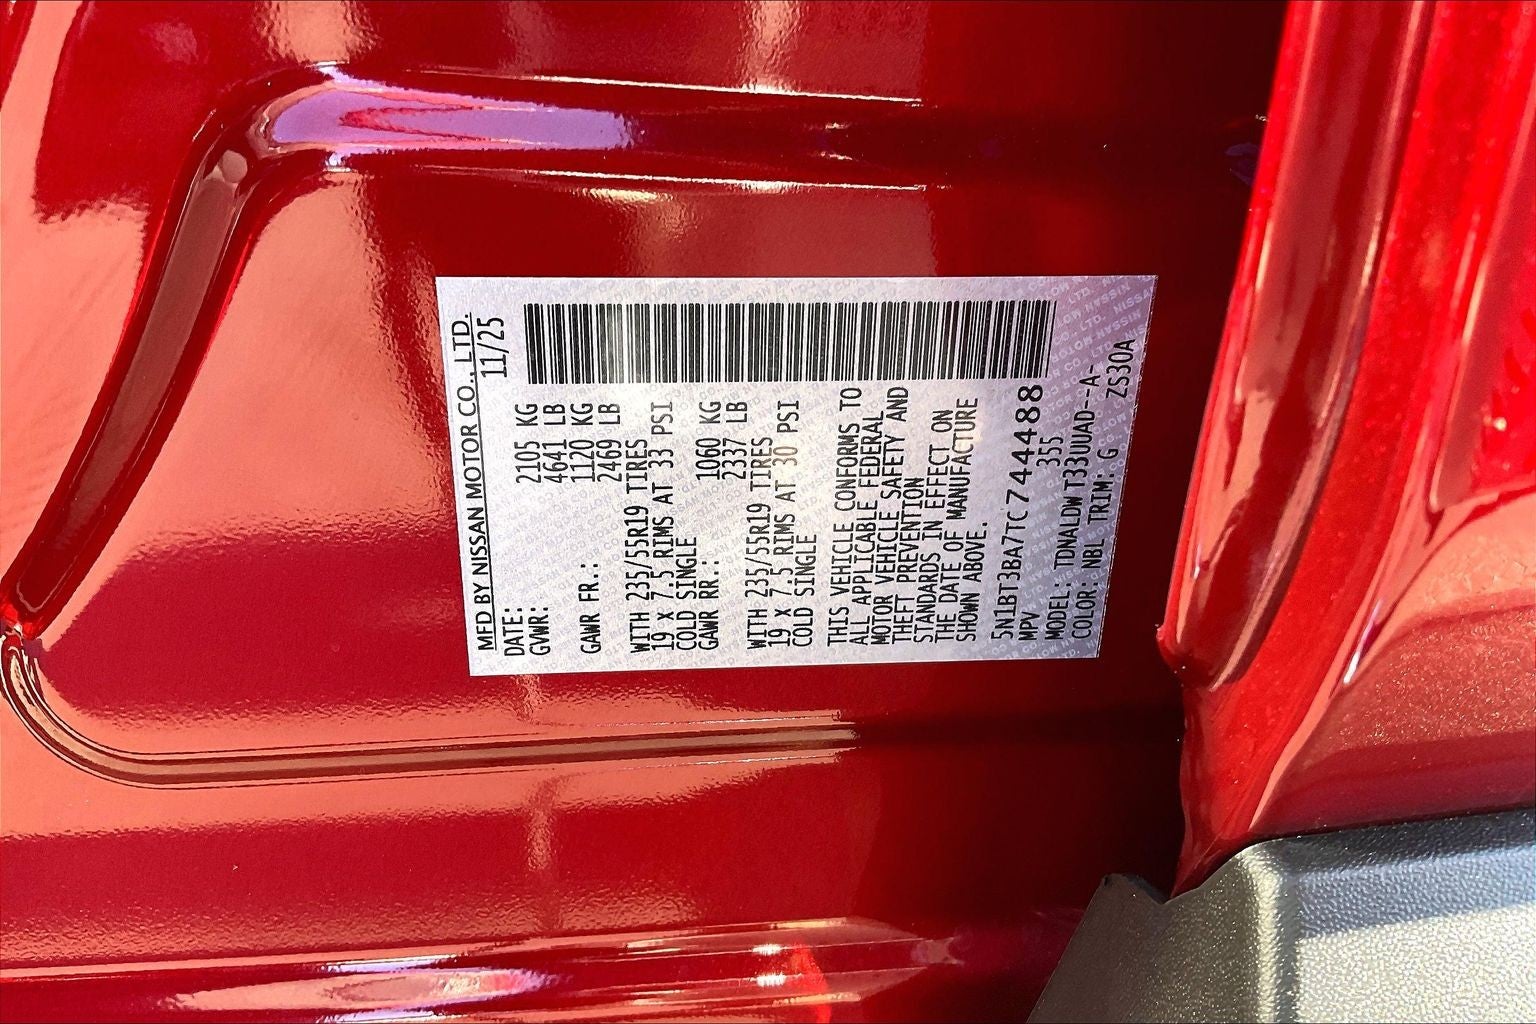 MFD BY NISSAN MOTOR CO., LTD.
DATE: 11/25
GVWR: 2105 KG
4641 LB
GAWR FR.: 1120 KG
2469 LB
WITH 235/55R19 TIRES
19 X 7.5 RIMS AT 33 PSI
COLD SINGLE
GAWR RR.: 1060 KG
2337 LB
WITH 235/55R19 TIRES
19 X 7.5 RIMS AT 30 PSI
COLD SINGLE
THIS VEHICLE CONFORMS TO
ALL APPLICABLE FEDERAL
MOTOR VEHICLE SAFETY AND
THEFT PREVENTION
STANDARDS IN EFFECT ON
THE DATE OF MANUFACTURE
SHOWN ABOVE.
5N1BT3BA7TC744488
MPV 355
MODEL: TDNALDW T33UUAD--A-
COLOR: NBL TRIM: G ZS30A